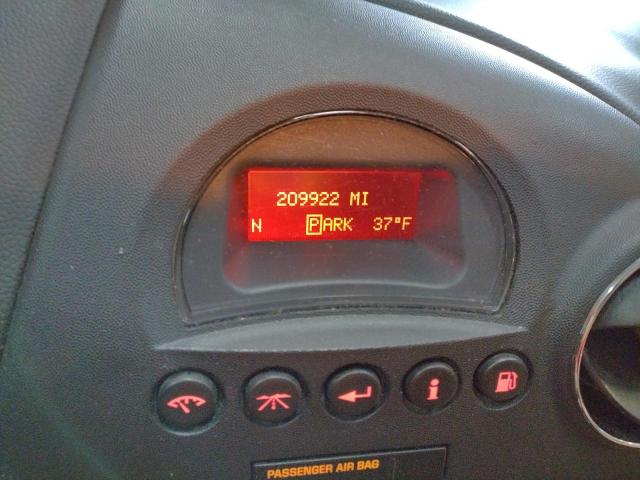 209922 MI
N PARK 37°F
i
PASSENGER AIR BAG